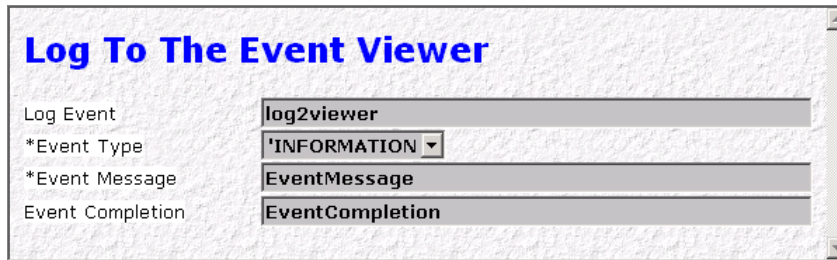 Log To The Event Viewer
Log Event log2viewer
*Event Type 'INFORMATION
*Event Message EventMessage
Event Completion EventCompletion